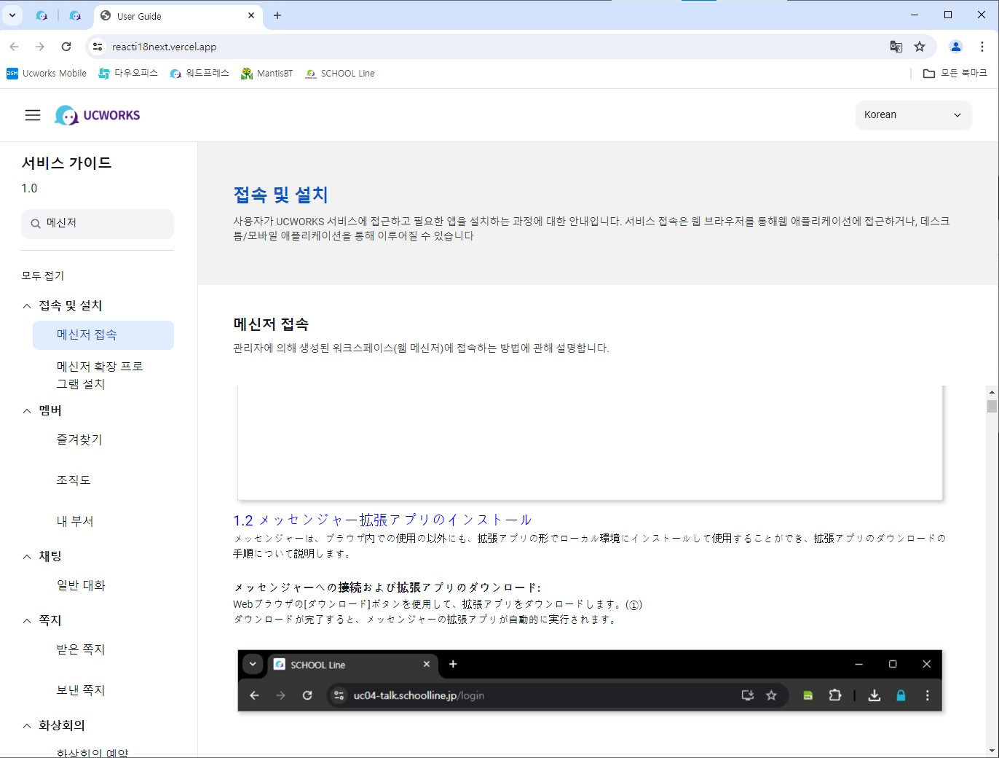 User Guide
reacti18next.vercel.app
Ucworks Mobile
다우오피스
워드프레스
MantisBT
SCHOOL Line
모든 북마크
UCWORKS
Korean
서비스 가이드
1.0
메신저
모두 접기
접속 및 설치
메신저 접속
메신저 확장 프로
그램 설치
멤버
즐겨찾기
조직도
내 부서
채팅
일반 대화
쪽지
받은 쪽지
보낸 쪽지
화상회의
화상회의 예약
접속 및 설치
사용자가 UCWORKS 서비스에 접근하고 필요한 앱을 설치하는 과정에 대한 안내입니다. 서비스 접속은 웹 브라우저를 통해웹 애플리케이션에 접근하거나, 데스크
톱/모바일 애플리케이션을 통해 이루어질 수 있습니다
메신저 접속
관리자에 의해 생성된 워크스페이스(웹 메신저)에 접속하는 방법에 관해 설명합니다.
1.2 メッセンジャー拡張アプリのインストール
メッセンジャーは、ブラウザ内での使用の以外にも、拡張アプリの形でローカル環境にインストールして使用することができ、拡張アプリのダウンロードの
手順について説明します。
メッセンジャーへの接続および拡張アプリのダウンロード:
Webブラウザの[ダウンロード]ボタンを使用して、拡張アプリをダウンロードします。(①)
ダウンロードが完了すると、メッセンジャーの拡張アプリが自動的に実行されます。
SCHOOL Line
uc04-talk.schoolline.jp/login